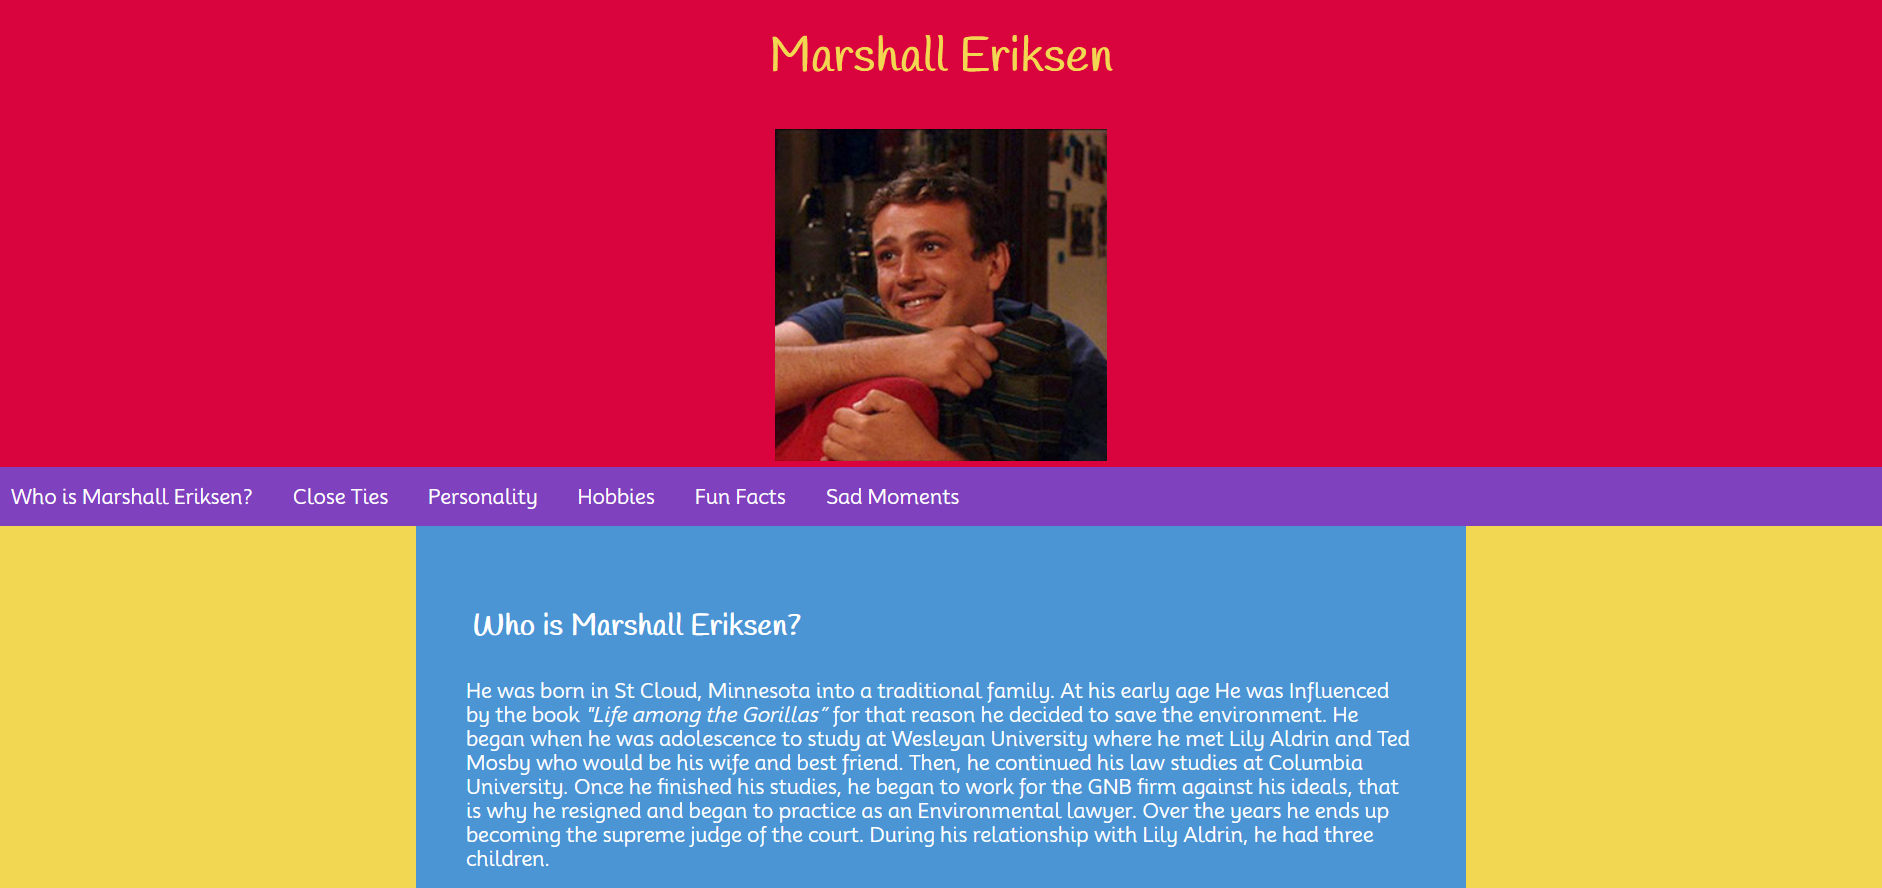 Marshall Eriksen
Who is Marshall Eriksen? Close Ties Personality Hobbies Fun Facts Sad Moments
Who is Marshall Eriksen?
He was born in St Cloud, Minnesota into a traditional family. At his early age He was Influenced
by the book "Life among the Gorillas” for that reason he decided to save the environment. He
began when he was adolescence to study at Wesleyan University where he met Lily Aldrin and Ted
Mosby who would be his wife and best friend. Then, he continued his law studies at Columbia
University. Once he finished his studies, he began to work for the GNB firm against his ideals, that
is why he resigned and began to practice as an Environmental lawyer. Over the years he ends up
becoming the supreme judge of the court. During his relationship with Lily Aldrin, he had three
children.